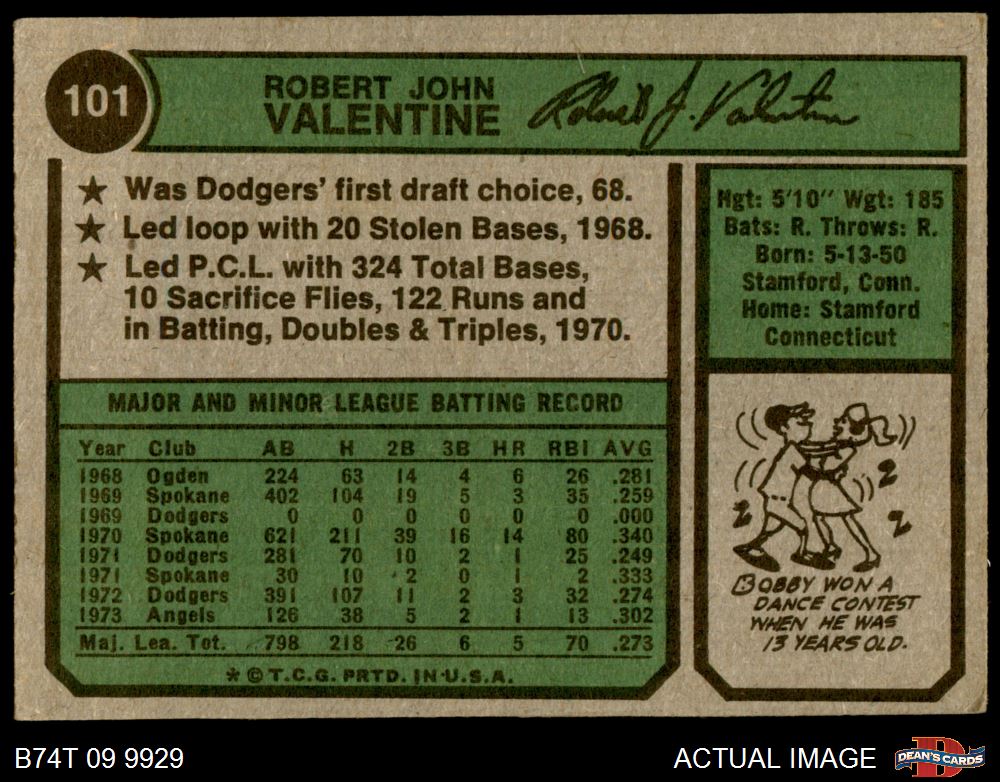 101
ROBERT JOHN
VALENTINE
Robert J. Valentine
★ Was Dodgers' first draft choice, 68.
★ Led loop with 20 Stolen Bases, 1968.
★ Led P.C.L. with 324 Total Bases,
10 Sacrifice Flies, 122 Runs and
in Batting, Doubles & Triples, 1970.
Hgt: 5'10" Wgt: 185
Bats: R. Throws: R.
Born: 5-13-50
Stamford, Conn.
Home: Stamford
Connecticut
MAJOR AND MINOR LEAGUE BATTING RECORD
Year Club AB H 2B 3B HR RBI AVG
1968 Ogden 224 63 14 4 6 26 .281
1969 Spokane 402 104 19 5 3 35 .259
1969 Dodgers 0 0 0 0 0 0 .000
1970 Spokane 621 211 39 16 14 80 .340
1971 Dodgers 281 70 10 2 1 25 .249
1971 Spokane 30 10 2 0 1 2 .333
1972 Dodgers 391 107 11 2 3 32 .274
1973 Angels 126 38 5 2 1 13 .302
Maj. Lea. Tot. 798 218 26 6 5 70 .273
* © T.C.G. PRTD. IN U.S.A.
BOBBY WON A
DANCE CONTEST
WHEN HE WAS
13 YEARS OLD.
B74T 09 9929
ACTUAL IMAGE
D
DEAN'S CARDS